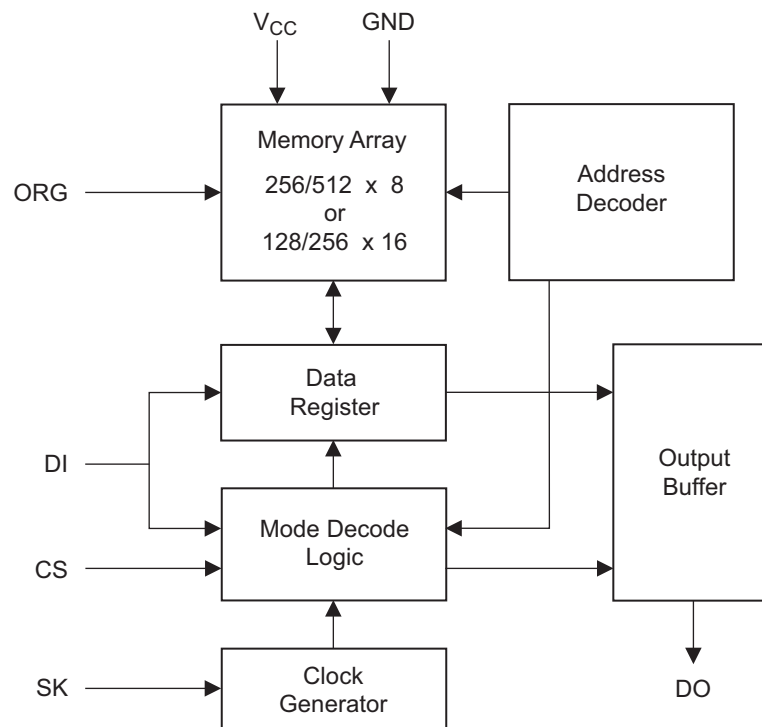 VCC
GND
Memory Array
256/512 x 8
or
128/256 x 16
Address
Decoder
ORG
Data
Register
DI
Output
Buffer
Mode Decode
Logic
CS
Clock
Generator
SK
DO